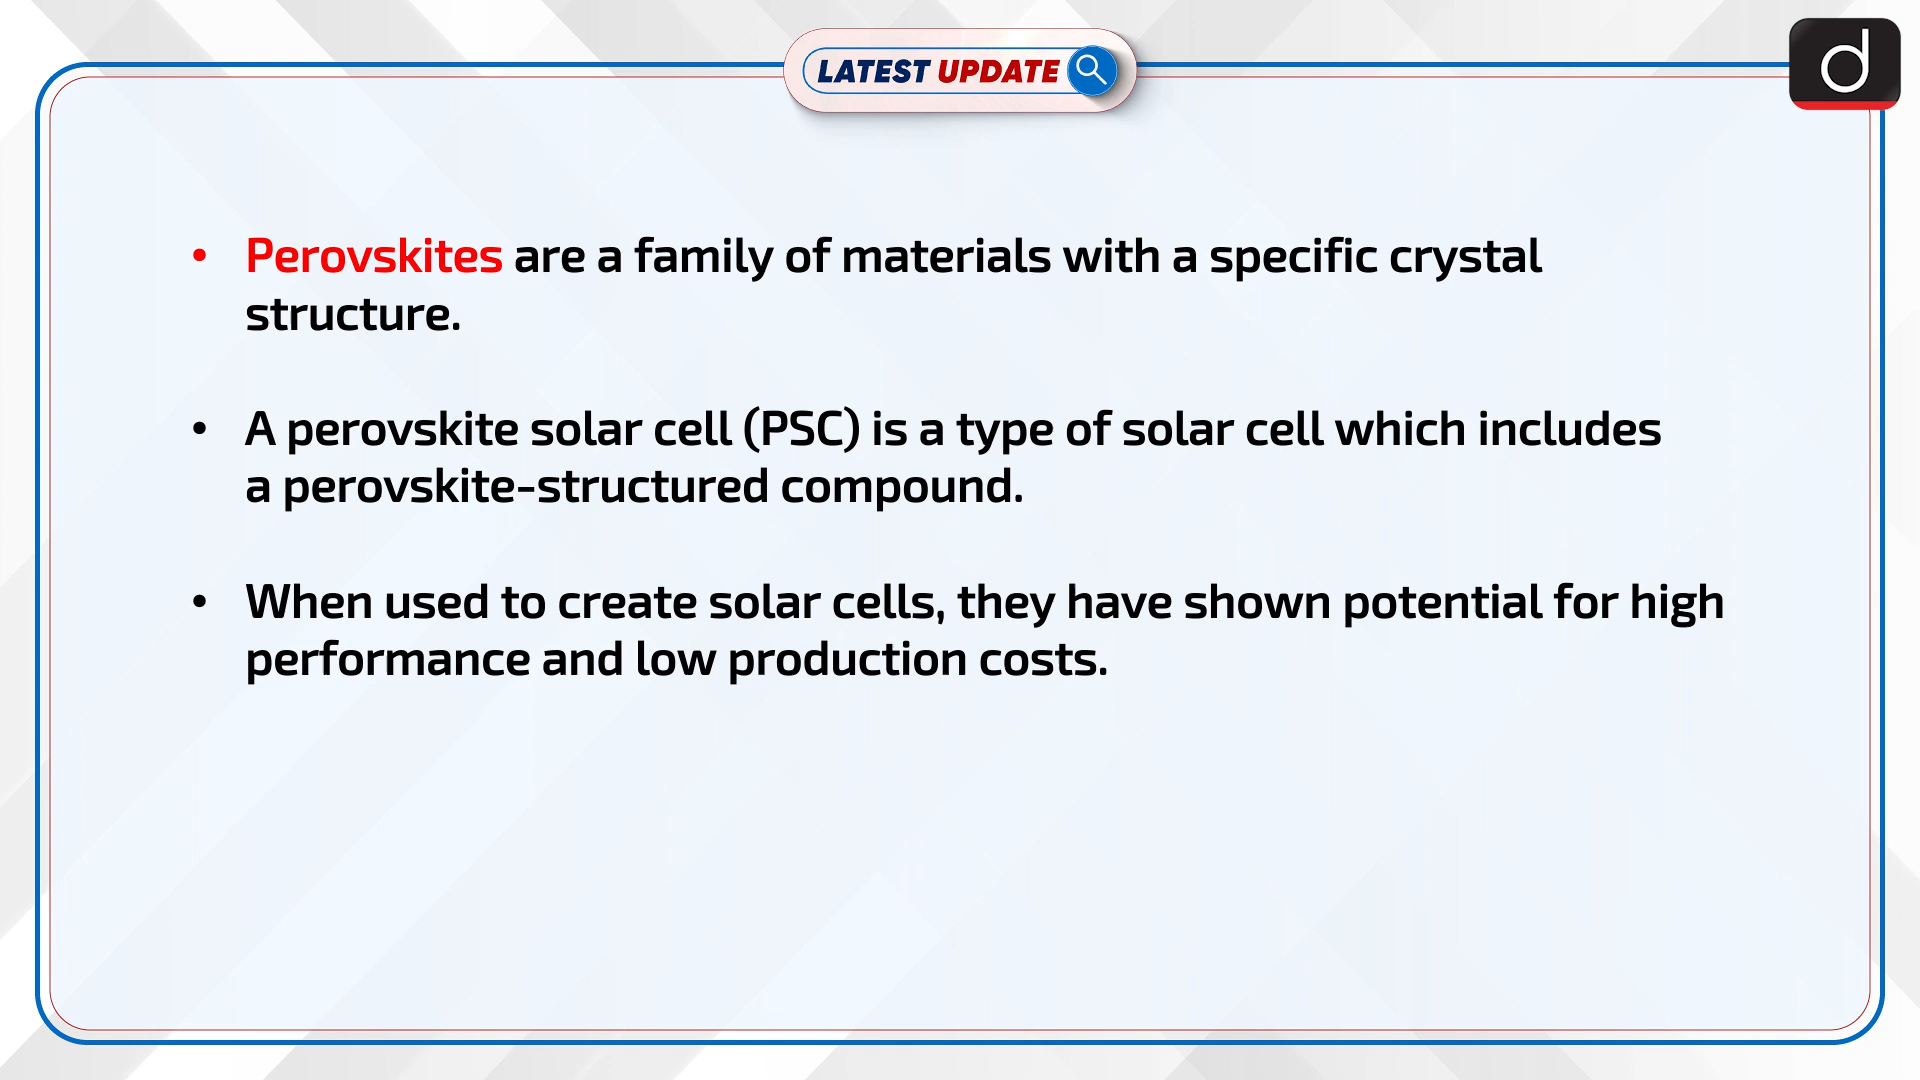 LATEST UPDATE
d
• Perovskites are a family of materials with a specific crystal
structure.
• A perovskite solar cell (PSC) is a type of solar cell which includes
a perovskite-structured compound.
• When used to create solar cells, they have shown potential for high
performance and low production costs.